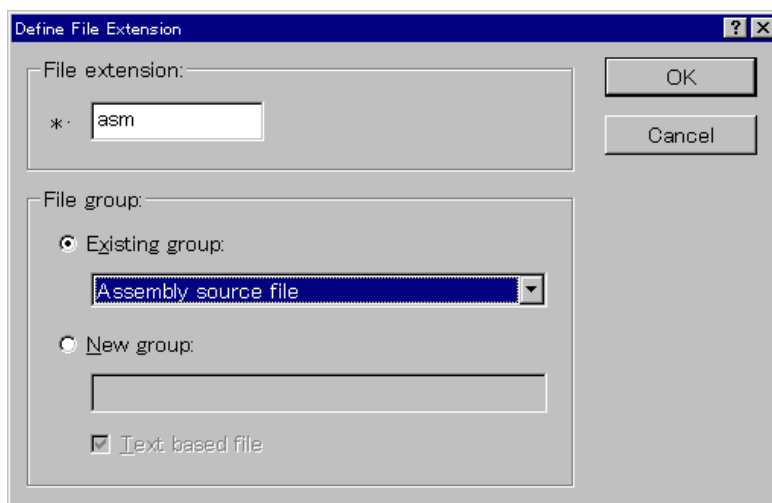 Define File Extension
File extension:
*. asm
OK
Cancel
File group:
Existing group:
Assembly source file
New group:
Text based file